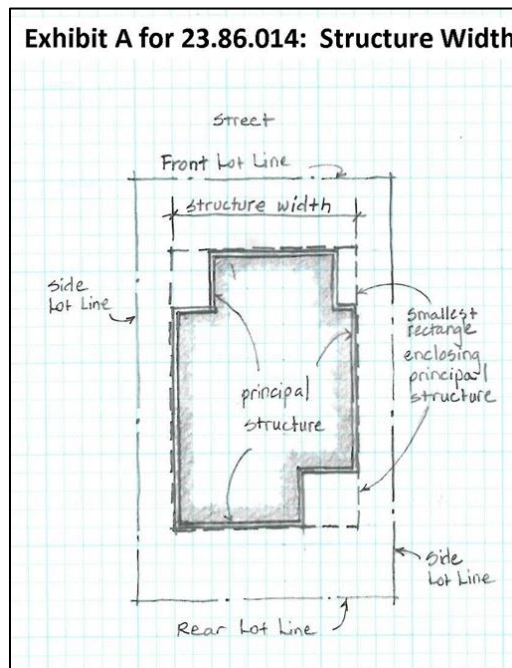 Exhibit A for 23.86.014: Structure Width
Street
Front Lot Line
structure width
side
Lot Line
smallest
rectange
enclosing
principal
structure
principal
structure
side
Lot Line
Rear Lot Line